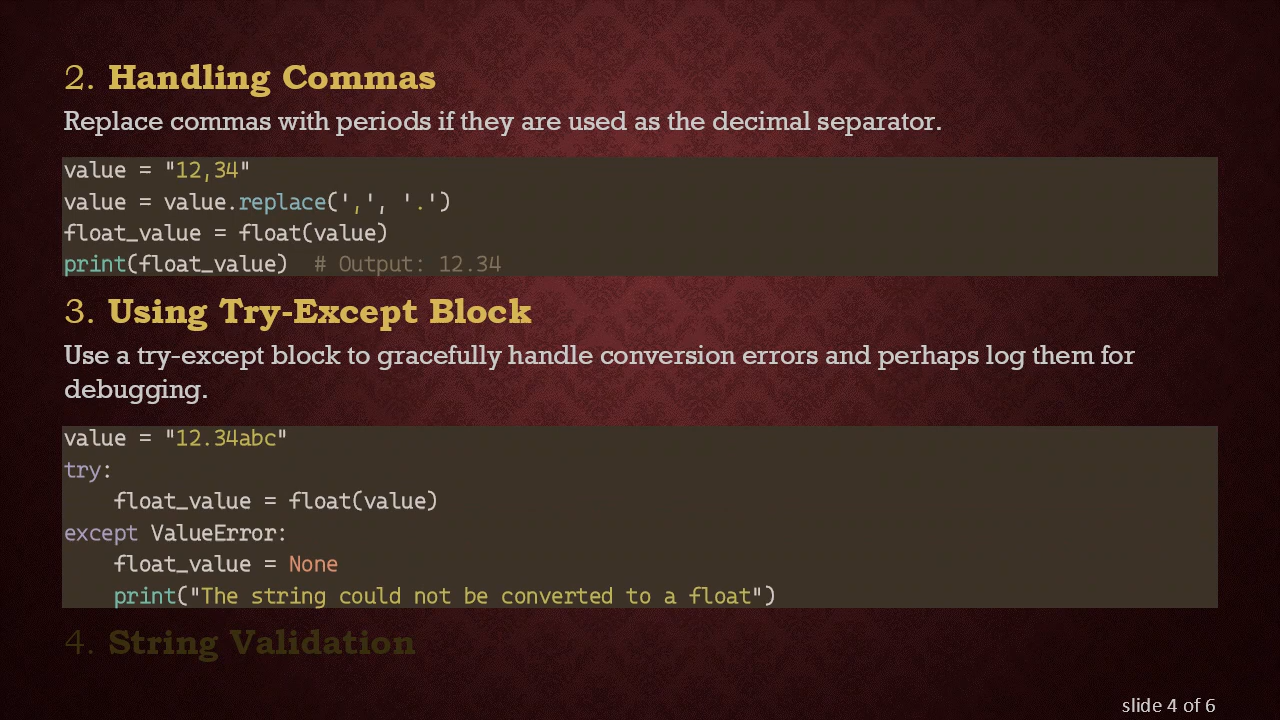 2. Handling Commas
Replace commas with periods if they are used as the decimal separator.
value = "12,34"
value = value.replace(',', '.')
float_value = float(value)
print(float_value)  # Output: 12.34
3. Using Try-Except Block
Use a try-except block to gracefully handle conversion errors and perhaps log them for
debugging.
value = "12.34abc"
try:
    float_value = float(value)
except ValueError:
    float_value = None
    print("The string could not be converted to a float")
4. String Validation
slide 4 of 6